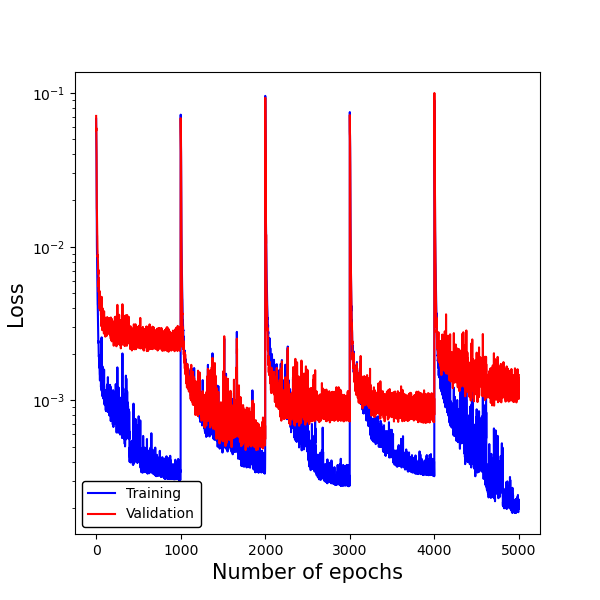 10⁻¹
10⁻²
10⁻³
Loss
Training
Validation
0 1000 2000 3000 4000 5000
Number of epochs